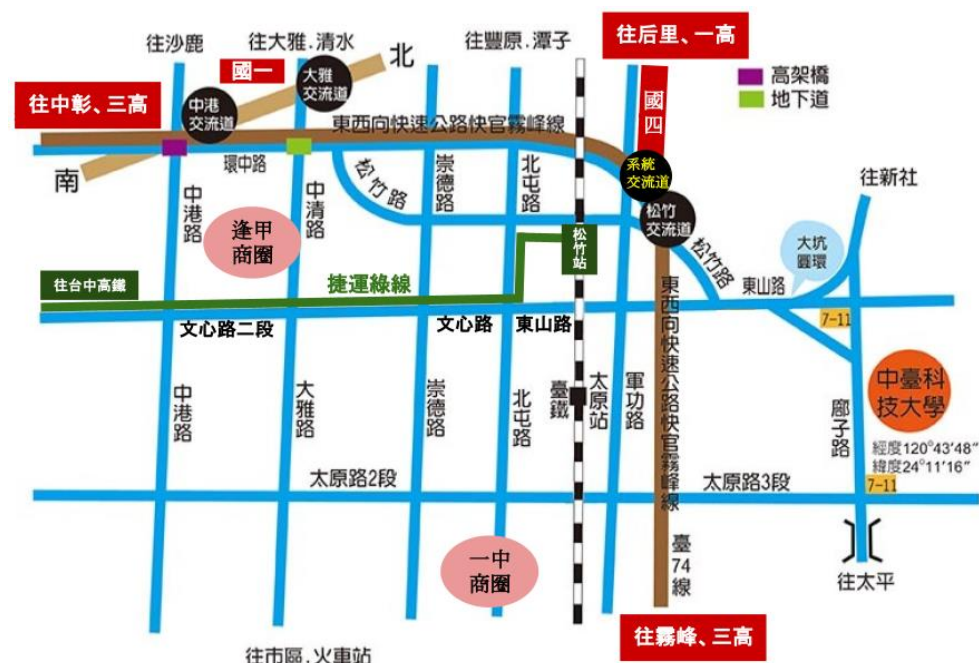 往沙鹿
往大雅.清水
往豐原.潭子
往后里、一高
國一
北
大雅
交流道
高架橋
地下道
往中彰、三高
中港
交流道
國四
東西向快速公路快官霧峰線
南
環中路
松竹路
崇德路
北屯路
系統
交流道
往新社
中港路
中清路
逢甲
商圈
松竹站
松竹
交流道
松竹路
大坑
圓環
往台中高鐵
捷運綠線
東山路
文心路二段
文心路
東山路
東西向快速公路快官霧峰線
7-11
中港路
大雅路
崇德路
北屯路
臺鐵
太原站
軍功路
中臺科
技大學
廍子路
經度120°43'48"
緯度24°11'16"
太原路2段
太原路3段
7-11
一中
商圈
臺74線
往太平
往霧峰、三高
往市區.火車站